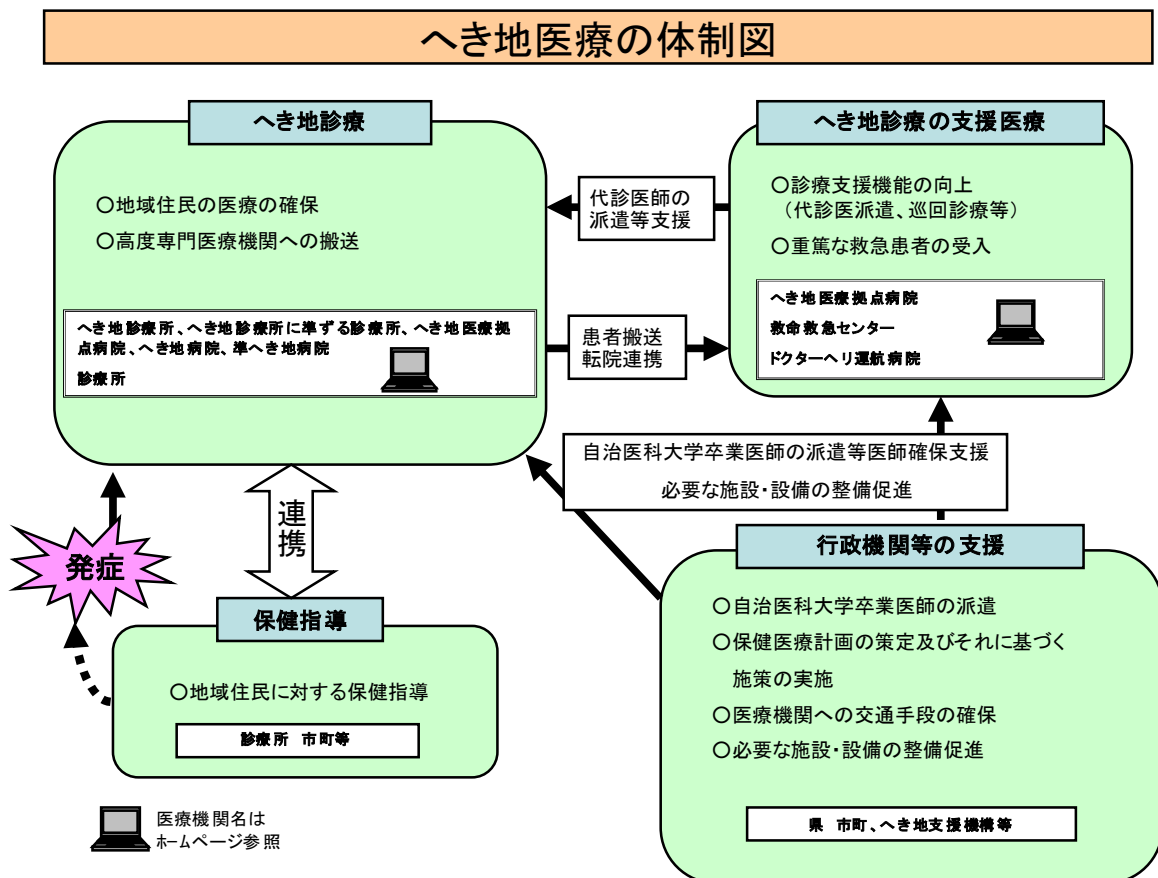 へき地医療の体制図
へき地診療
○地域住民の医療の確保
○高度専門医療機関への搬送
へき地診療所、へき地診療所に準ずる診療所、へき地医療拠
点病院、へき地病院、準へき地病院
診療所
代診医師の
派遣等支援
患者搬送
転院連携
へき地診療の支援医療
○診療支援機能の向上
（代診医派遣、巡回診療等）
○重篤な救急患者の受入
へき地医療拠点病院
救命救急センター
ドクターヘリ運航病院
自治医科大学卒業医師の派遣等医師確保支援
必要な施設・設備の整備促進
連携
発症
保健指導
○地域住民に対する保健指導
診療所　市町等
行政機関等の支援
○自治医科大学卒業医師の派遣
○保健医療計画の策定及びそれに基づく
施策の実施
○医療機関への交通手段の確保
○必要な施設・設備の整備促進
県　市町、へき地支援機構等
医療機関名は
ホームページ参照